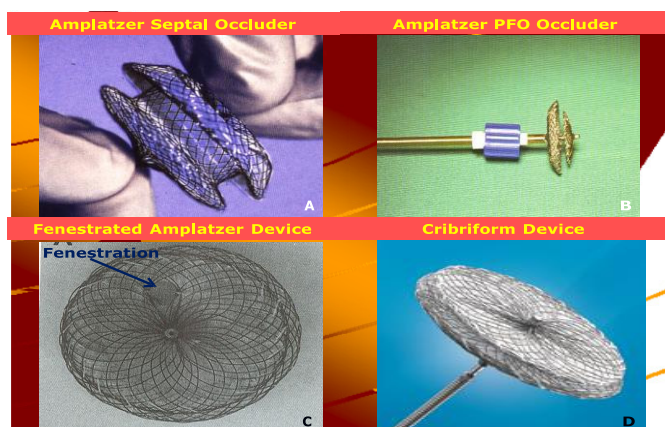 Amplatzer Septal Occluder
Amplatzer PFO Occluder
A
B
Fenestrated Amplatzer Device
Cribriform Device
Fenestration
C
D